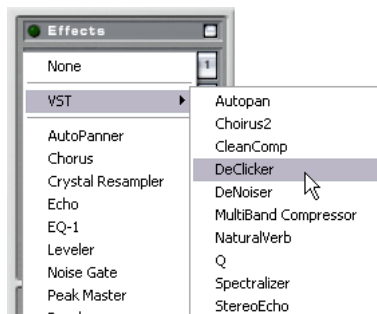 Effects
None
1
VST
AutoPanner
Chorus
Crystal Resampler
Echo
EQ-1
Leveler
Noise Gate
Peak Master
Autopan
Choirus2
CleanComp
DeClicker
DeNoiser
MultiBand Compressor
NaturalVerb
Q
Spectralizer
StereoEcho